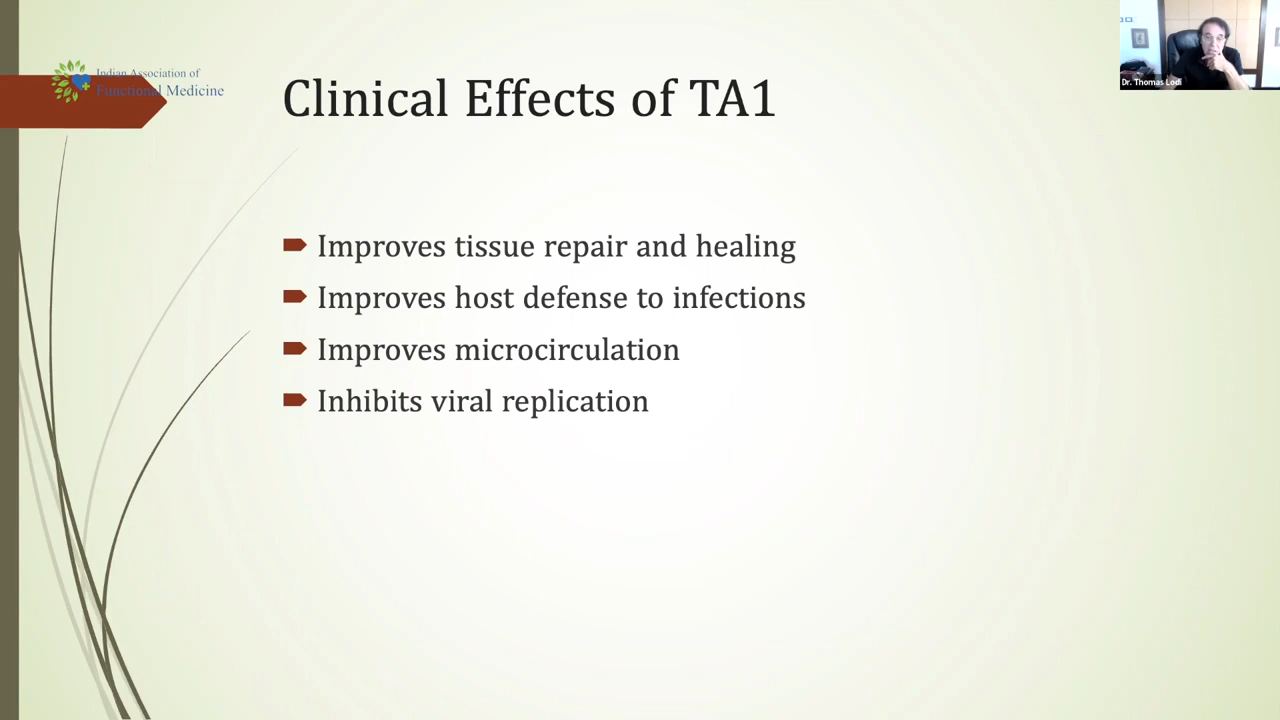 Indian Association of
Functional Medicine
Clinical Effects of TA1
Dr. Thomas Lodi
Improves tissue repair and healing
Improves host defense to infections
Improves microcirculation
Inhibits viral replication